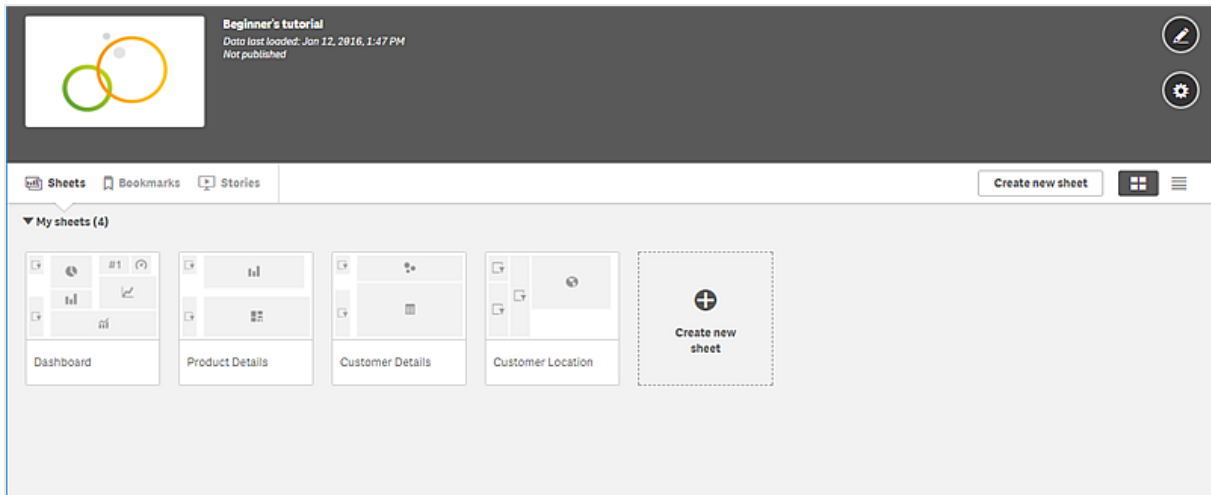 Beginner's tutorial
Data last loaded: Jan 12, 2016, 1:47 PM
Not published
Sheets
Bookmarks
Stories
Create new sheet
My sheets (4)
#1
Dashboard
Product Details
Customer Details
Customer Location
Create new
sheet